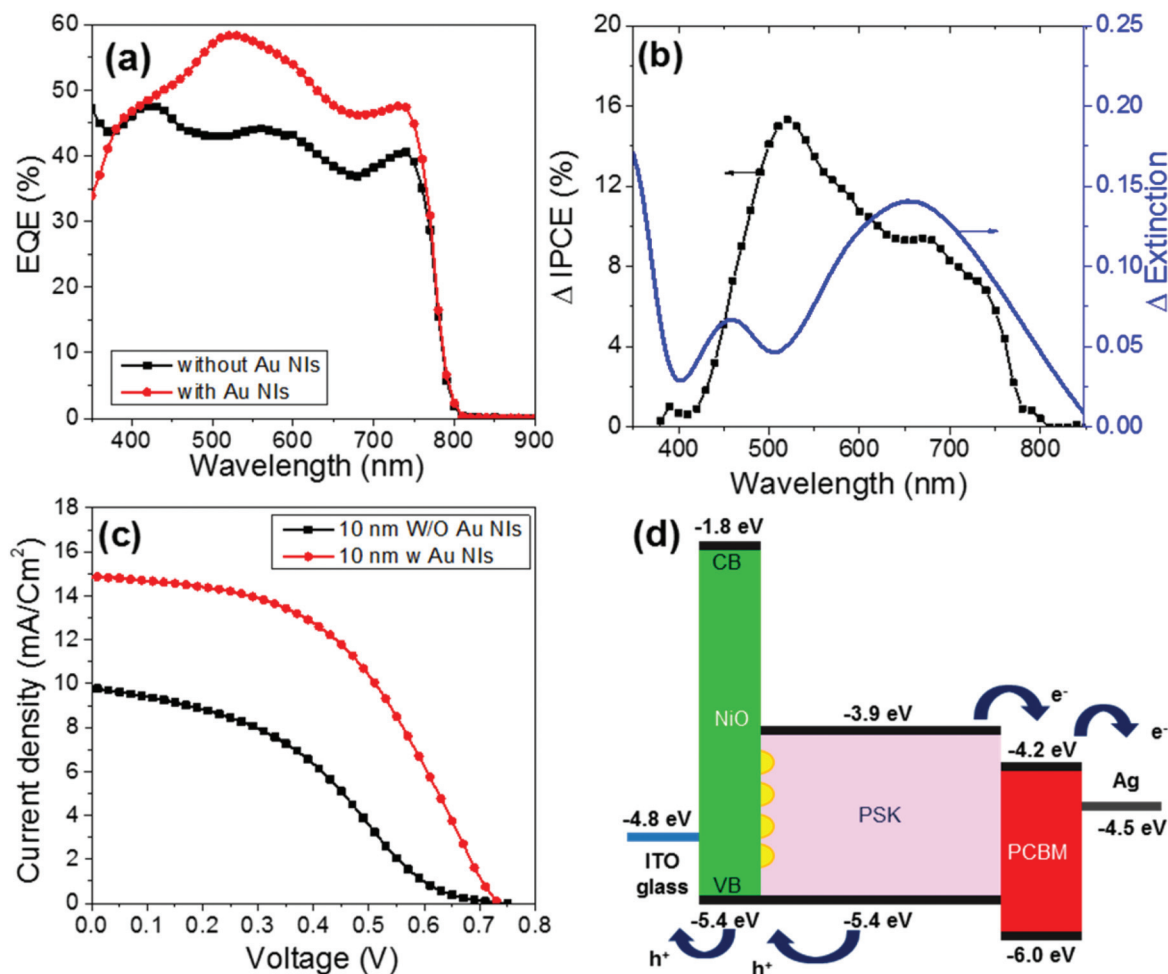 (a)
60
50
40
30
20
10
0
EQE (%)
without Au NIs
with Au NIs
400 500 600 700 800 900
Wavelength (nm)
(b)
20
16
12
8
4
0
Δ IPCE (%)
0.25
0.20
0.15
0.10
0.05
0.00
Δ Extinction
400 500 600 700 800
Wavelength (nm)
(c)
18
16
14
12
10
8
6
4
2
0
Current density (mA/Cm²)
10 nm W/O Au NIs
10 nm w Au NIs
0.0 0.1 0.2 0.3 0.4 0.5 0.6 0.7 0.8
Voltage (V)
(d)
-1.8 eV
CB
NiO
VB
-5.4 eV
-4.8 eV
ITO
glass
h⁺
-3.9 eV
PSK
-5.4 eV
h⁺
e⁻
-4.2 eV
PCBM
-6.0 eV
e⁻
Ag
-4.5 eV